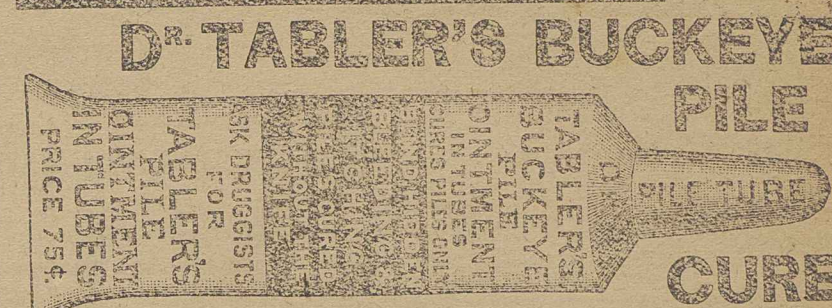 DR. TABLER'S BUCKEYE
PILE
CURE
PILE TUBE
TABLER'S
BUCKEYE
PILE
OINTMENT
IN TUBES
CURES PILES ONLY
BLEEDING &
ITCHING
PILES CURED
WITHOUT THE
KNIFE
ASK DRUGGISTS
FOR
TABLER'S
PILE
OINTMENT
IN TUBES
PRICE 75¢.